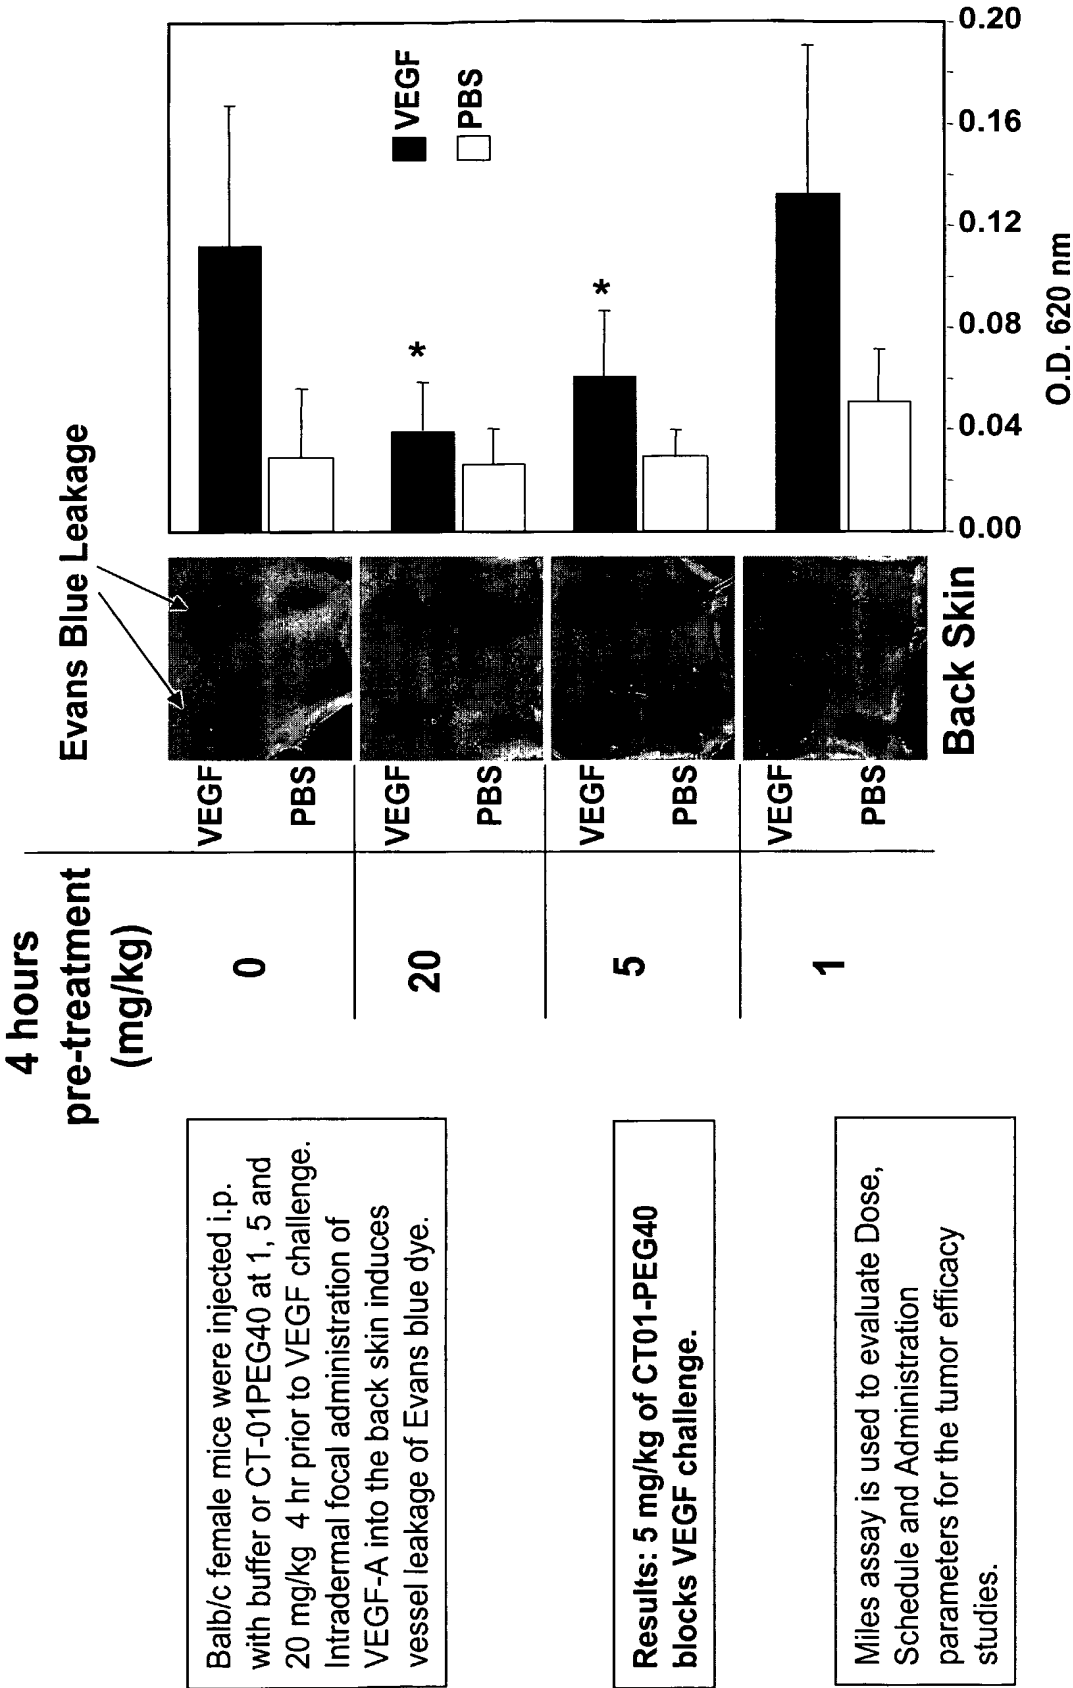 4 hours
pre-treatment
(mg/kg)
Evans Blue Leakage
0
VEGF
PBS
20
VEGF
PBS
5
VEGF
PBS
1
VEGF
PBS
Back Skin
*
*
VEGF
PBS
0.00
0.04
0.08
0.12
0.16
0.20
O.D. 620 nm
Balb/c female mice were injected i.p.
with buffer or CT-01PEG40 at 1, 5 and
20 mg/kg 4 hr prior to VEGF challenge.
Intradermal focal administration of
VEGF-A into the back skin induces
vessel leakage of Evans blue dye.
Results: 5 mg/kg of CT01-PEG40
blocks VEGF challenge.
Miles assay is used to evaluate Dose,
Schedule and Administration
parameters for the tumor efficacy
studies.